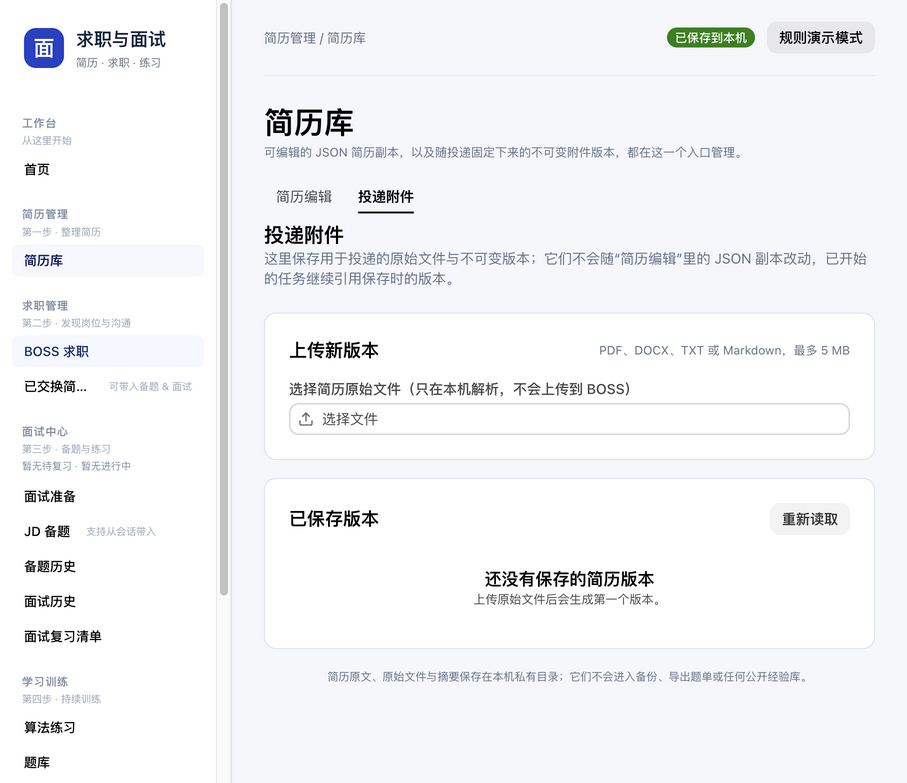 面
求职与面试
简历 · 求职 · 练习
工作台
从这里开始
首页
简历管理
第一步 · 整理简历
简历库
求职管理
第二步 · 发现岗位与沟通
BOSS 求职
已交换简... 可带入备题 & 面试
面试中心
第三步 · 备题与练习
暂无待复习 · 暂无进行中
面试准备
JD 备题 支持从会话带入
备题历史
面试历史
面试复习清单
学习训练
第四步 · 持续训练
算法练习
题库
简历管理 / 简历库
已保存到本机
规则演示模式
简历库
可编辑的 JSON 简历副本，以及随投递固定下来的不可变附件版本，都在这一个入口管理。
简历编辑 投递附件
投递附件
这里保存用于投递的原始文件与不可变版本；它们不会随“简历编辑”里的 JSON 副本改动，已开始
的任务继续引用保存时的版本。
上传新版本 PDF、DOCX、TXT 或 Markdown，最多 5 MB
选择简历原始文件（只在本机解析，不会上传到 BOSS）
选择文件
已保存版本 重新读取
还没有保存的简历版本
上传原始文件后会生成第一个版本。
简历原文、原始文件与摘要保存在本机私有目录；它们不会进入备份、导出题单或任何公开经验库。